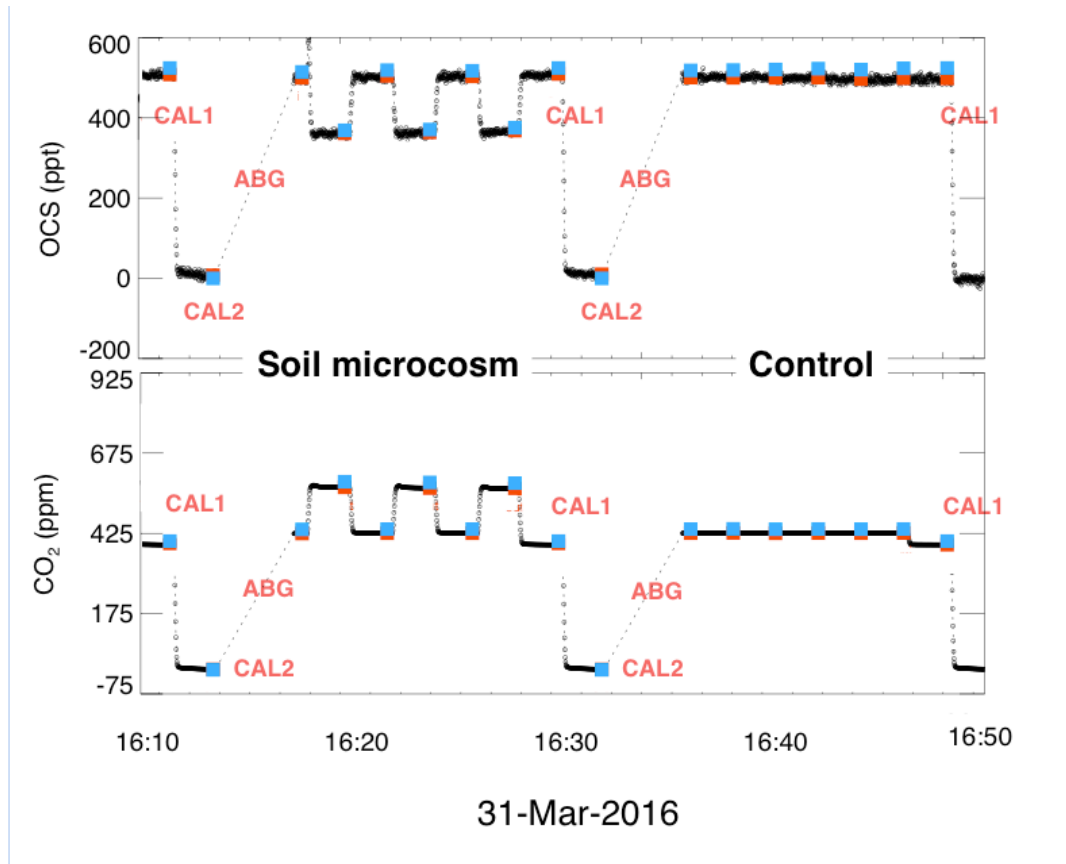 600
400
200
0
-200
OCS (ppt)
CAL1
ABG
CAL2
CAL1
ABG
CAL2
CAL1
Soil microcosm
Control
925
675
425
175
-75
CO2 (ppm)
CAL1
ABG
CAL2
CAL1
ABG
CAL2
CAL1
16:10 16:20 16:30 16:40 16:50
31-Mar-2016